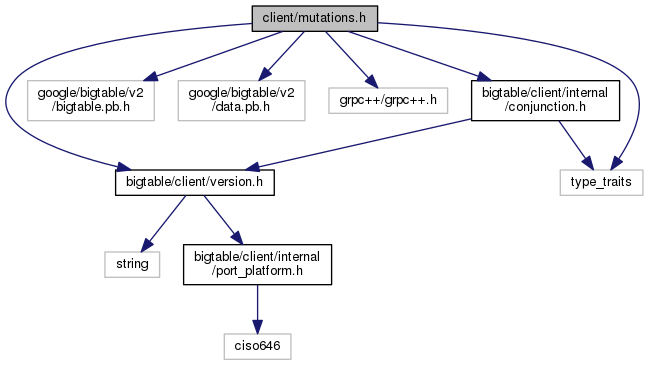 client/mutations.h
google/bigtable/v2
/bigtable.pb.h
google/bigtable/v2
/data.pb.h
grpc++/grpc++.h
bigtable/client/internal
/conjunction.h
bigtable/client/version.h
type_traits
string
bigtable/client/internal
/port_platform.h
ciso646